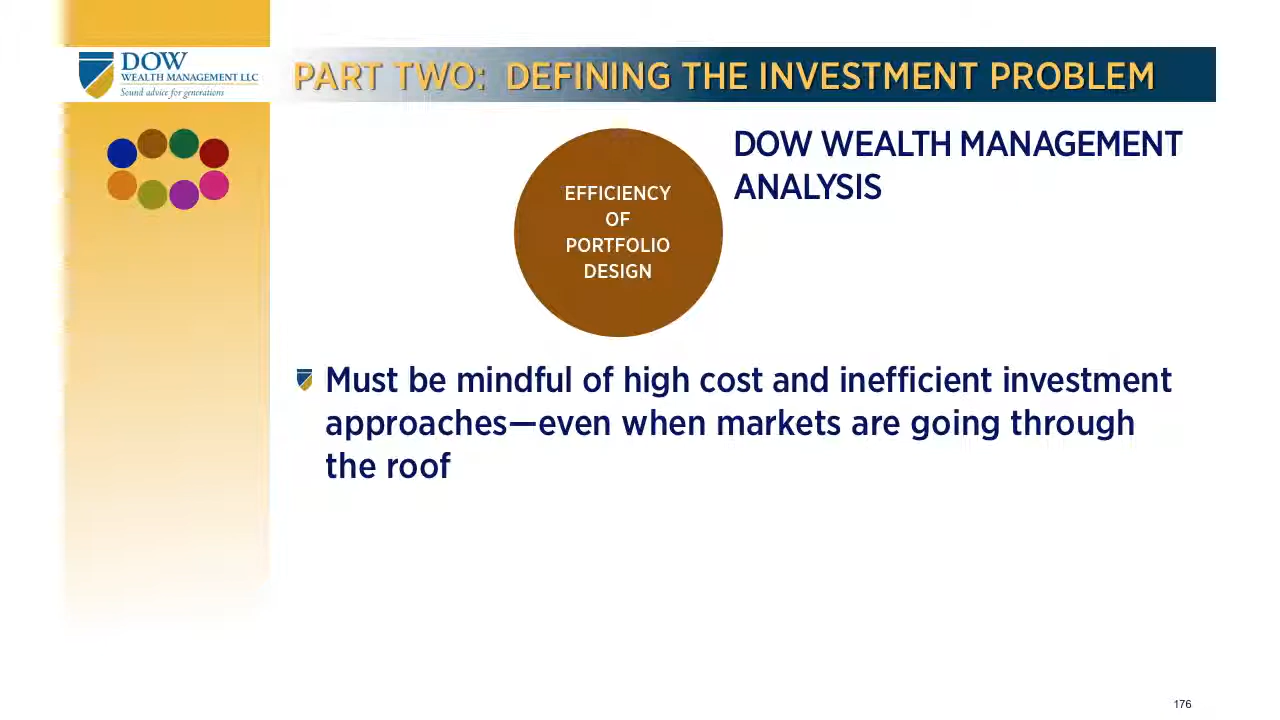 DOW
WEALTH MANAGEMENT LLC
Sound advice for generations
PART TWO: DEFINING THE INVESTMENT PROBLEM
DOW WEALTH MANAGEMENT
ANALYSIS
EFFICIENCY
OF
PORTFOLIO
DESIGN
Must be mindful of high cost and inefficient investment
approaches—even when markets are going through
the roof
176